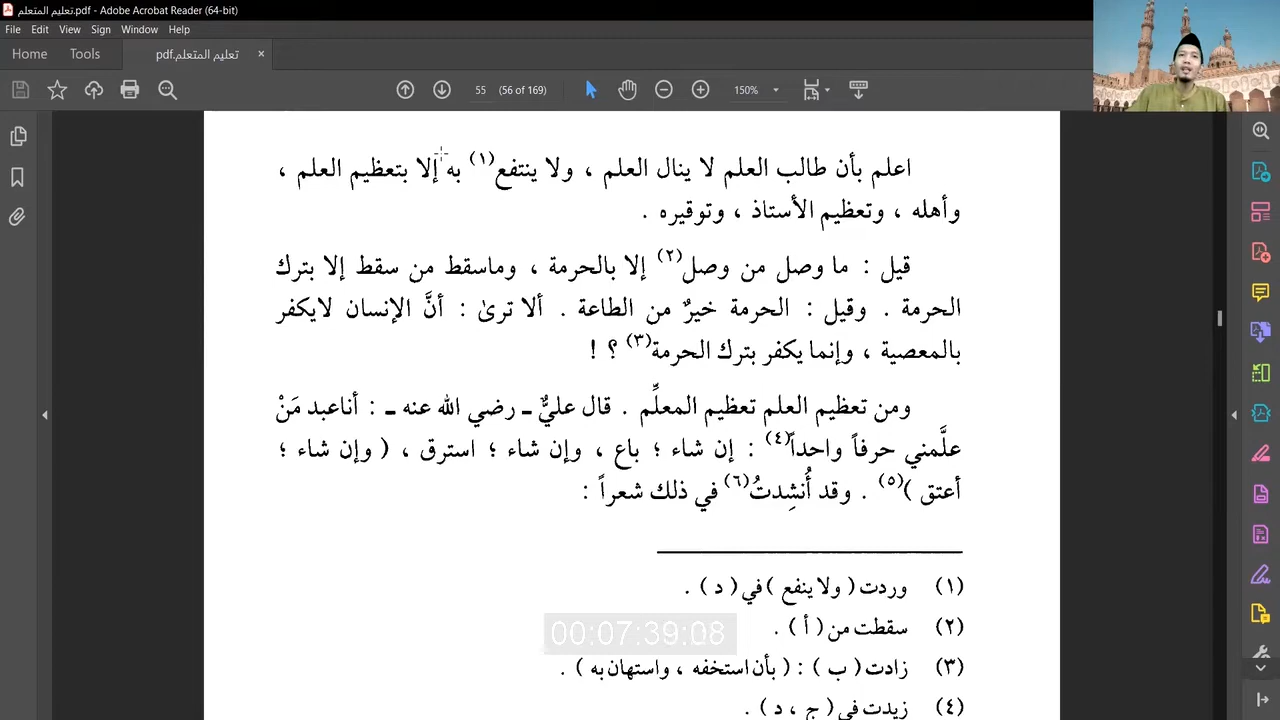 تعليم المتعلم.pdf - Adobe Acrobat Reader (64-bit)
File Edit View Sign Window Help
Home Tools تعليم المتعلم.pdf ×
55 (56 of 169) 150%
اعلم بأن طالب العلم لا ينال العلم ، ولا ينتفع(١) به إلا بتعظيم العلم ،
وأهله ، وتعظيم الأستاذ ، وتوقيره .
قيل : ما وصل من وصل(٢) إلا بالحرمة ، وماسقط من سقط إلا بترك
الحرمة . وقيل : الحرمة خيرٌ من الطاعة . ألا ترىٰ : أنَّ الإنسان لايكفر
بالمعصية ، وإنما يكفر بترك الحرمة(٣) ؟ !
ومن تعظيم العلم تعظيم المعلِّم . قال عليٌّ ـ رضي الله عنه ـ : أناعبد مَنْ
علَّمني حرفاً واحداً(٤) : إن شاء ؛ باع ، وإن شاء ؛ استرق ، ( وإن شاء ؛
أعتق )(٥) . وقد أُنشِدتُ(٦) في ذلك شعراً :
(١) وردت ( ولا ينفع ) في ( د ) .
(٢) سقطت من ( أ ) .
00:07:39:08
(٣) زادت ( ب ) : ( بأن استخفه ، واستهان به ) .
(٤) زيدت في ( ج ، د ) .